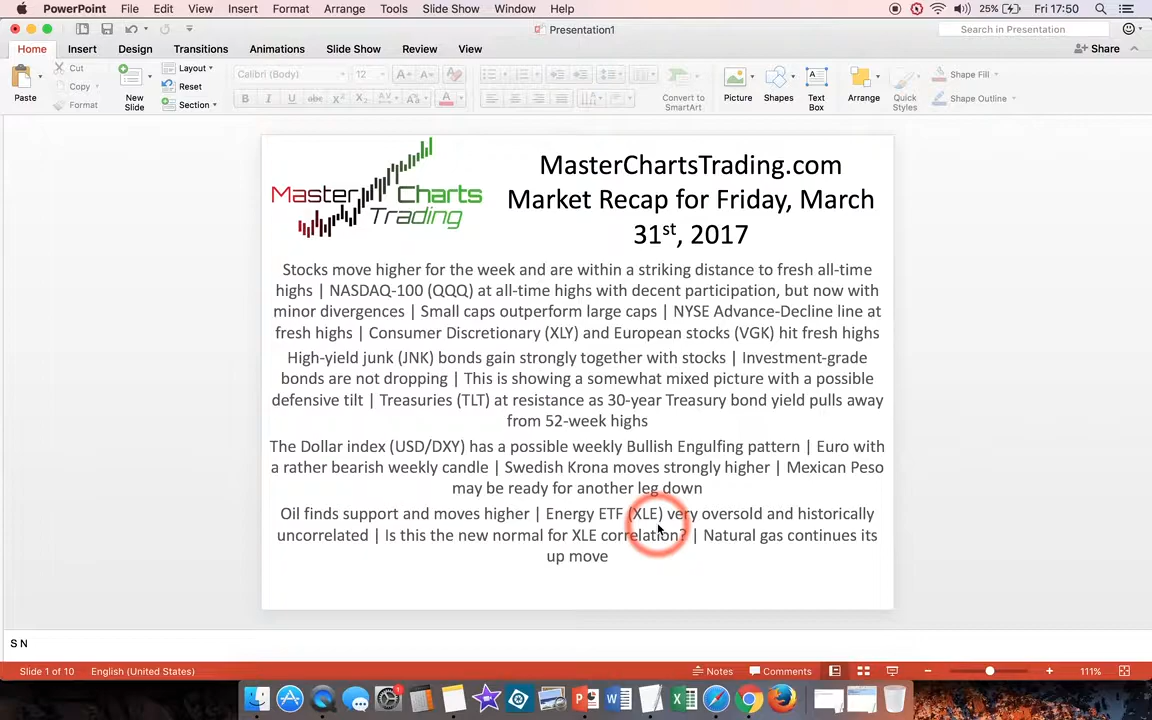 PowerPoint File Edit View Insert Format Arrange Tools Slide Show Window Help 25% Fri 17:50
Presentation1 Search in Presentation
Home Insert Design Transitions Animations Slide Show Review View Share
Paste Cut Copy Format New Slide Layout Reset Section Calibri (Body) 12 Convert to SmartArt Picture Shapes Text Box Arrange Quick Styles Shape Fill Shape Outline
Master Charts
Trading
MasterChartsTrading.com
Market Recap for Friday, March
31st, 2017
Stocks move higher for the week and are within a striking distance to fresh all-time
highs | NASDAQ-100 (QQQ) at all-time highs with decent participation, but now with
minor divergences | Small caps outperform large caps | NYSE Advance-Decline line at
fresh highs | Consumer Discretionary (XLY) and European stocks (VGK) hit fresh highs
High-yield junk (JNK) bonds gain strongly together with stocks | Investment-grade
bonds are not dropping | This is showing a somewhat mixed picture with a possible
defensive tilt | Treasuries (TLT) at resistance as 30-year Treasury bond yield pulls away
from 52-week highs
The Dollar index (USD/DXY) has a possible weekly Bullish Engulfing pattern | Euro with
a rather bearish weekly candle | Swedish Krona moves strongly higher | Mexican Peso
may be ready for another leg down
Oil finds support and moves higher | Energy ETF (XLE) very oversold and historically
uncorrelated | Is this the new normal for XLE correlation? | Natural gas continues its
up move
S N
Slide 1 of 10 English (United States) Notes Comments 111%